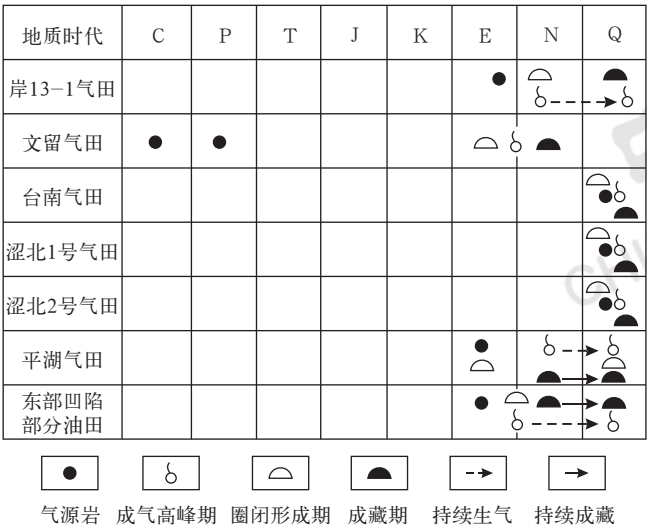 地质时代 C P T J K E N Q
岸13-1气田
文留气田
台南气田
涩北1号气田
涩北2号气田
平湖气田
东部凹陷
部分油田
气源岩 成气高峰期 圈闭形成期 成藏期 持续生气 持续成藏